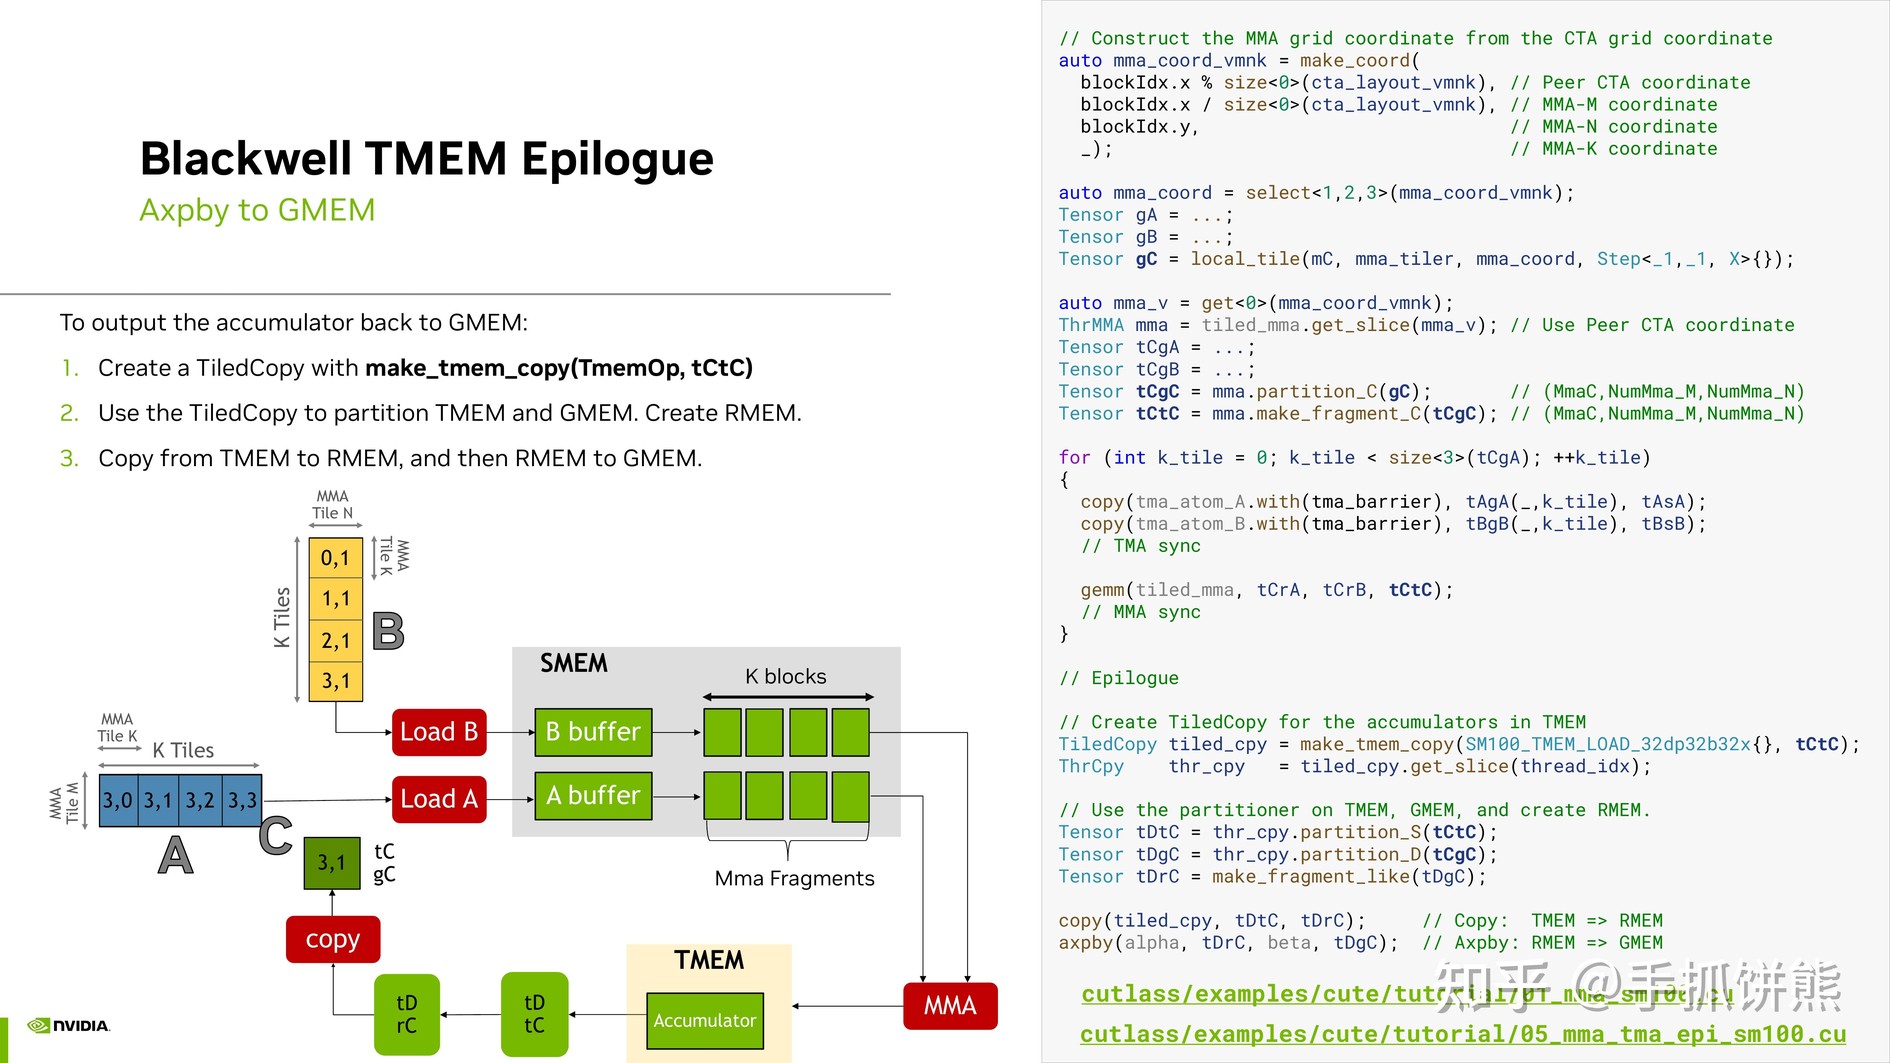 Blackwell TMEM Epilogue
Axpby to GMEM
To output the accumulator back to GMEM:
1. Create a TiledCopy with make_tmem_copy(TmemOp, tCtC)
2. Use the TiledCopy to partition TMEM and GMEM. Create RMEM.
3. Copy from TMEM to RMEM, and then RMEM to GMEM.
MMA
Tile N
0,1
1,1
2,1
3,1
K Tiles
MMA
Tile K
B
MMA
Tile K
K Tiles
MMA
Tile M
3,0 3,1 3,2 3,3
A
C
3,1
tC
gC
copy
Load B
Load A
SMEM
B buffer
A buffer
K blocks
Mma Fragments
TMEM
Accumulator
tD
tC
tD
rC
MMA
NVIDIA.
// Construct the MMA grid coordinate from the CTA grid coordinate
auto mma_coord_vmnk = make_coord(
  blockIdx.x % size<0>(cta_layout_vmnk), // Peer CTA coordinate
  blockIdx.x / size<0>(cta_layout_vmnk), // MMA-M coordinate
  blockIdx.y,                             // MMA-N coordinate
  _);                                     // MMA-K coordinate
auto mma_coord = select<1,2,3>(mma_coord_vmnk);
Tensor gA = ...;
Tensor gB = ...;
Tensor gC = local_tile(mC, mma_tiler, mma_coord, Step<_1,_1, X>{});
auto mma_v = get<0>(mma_coord_vmnk);
ThrMMA mma = tiled_mma.get_slice(mma_v); // Use Peer CTA coordinate
Tensor tCgA = ...;
Tensor tCgB = ...;
Tensor tCgC = mma.partition_C(gC);       // (MmaC,NumMma_M,NumMma_N)
Tensor tCtC = mma.make_fragment_C(tCgC); // (MmaC,NumMma_M,NumMma_N)
for (int k_tile = 0; k_tile < size<3>(tCgA); ++k_tile)
{
  copy(tma_atom_A.with(tma_barrier), tAgA(_,k_tile), tAsA);
  copy(tma_atom_B.with(tma_barrier), tBgB(_,k_tile), tBsB);
  // TMA sync
  gemm(tiled_mma, tCrA, tCrB, tCtC);
  // MMA sync
}
// Epilogue
// Create TiledCopy for the accumulators in TMEM
TiledCopy tiled_cpy = make_tmem_copy(SM100_TMEM_LOAD_32dp32b32x{}, tCtC);
ThrCpy    thr_cpy   = tiled_cpy.get_slice(thread_idx);
// Use the partitioner on TMEM, GMEM, and create RMEM.
Tensor tDtC = thr_cpy.partition_S(tCtC);
Tensor tDgC = thr_cpy.partition_D(tCgC);
Tensor tDrC = make_fragment_like(tDgC);
copy(tiled_cpy, tDtC, tDrC);     // Copy:  TMEM => RMEM
axpby(alpha, tDrC, beta, tDgC);  // Axpby: RMEM => GMEM
cutlass/examples/cute/tutorial/01_mma_sm100.cu
cutlass/examples/cute/tutorial/05_mma_tma_epi_sm100.cu
知乎 @手抓饼熊